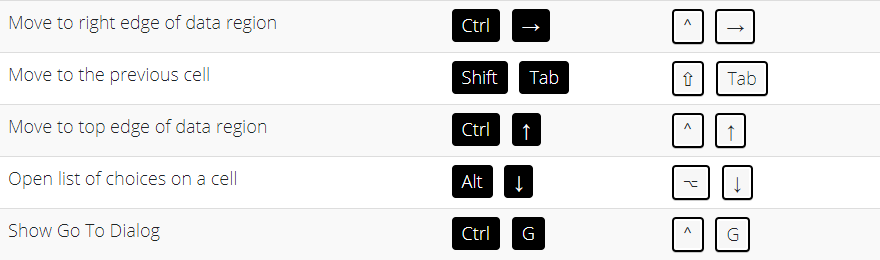 Move to right edge of data region Ctrl → ^ →
Move to the previous cell Shift Tab ⇧ Tab
Move to top edge of data region Ctrl ↑ ^ ↑
Open list of choices on a cell Alt ↓ ⌥ ↓
Show Go To Dialog Ctrl G ^ G